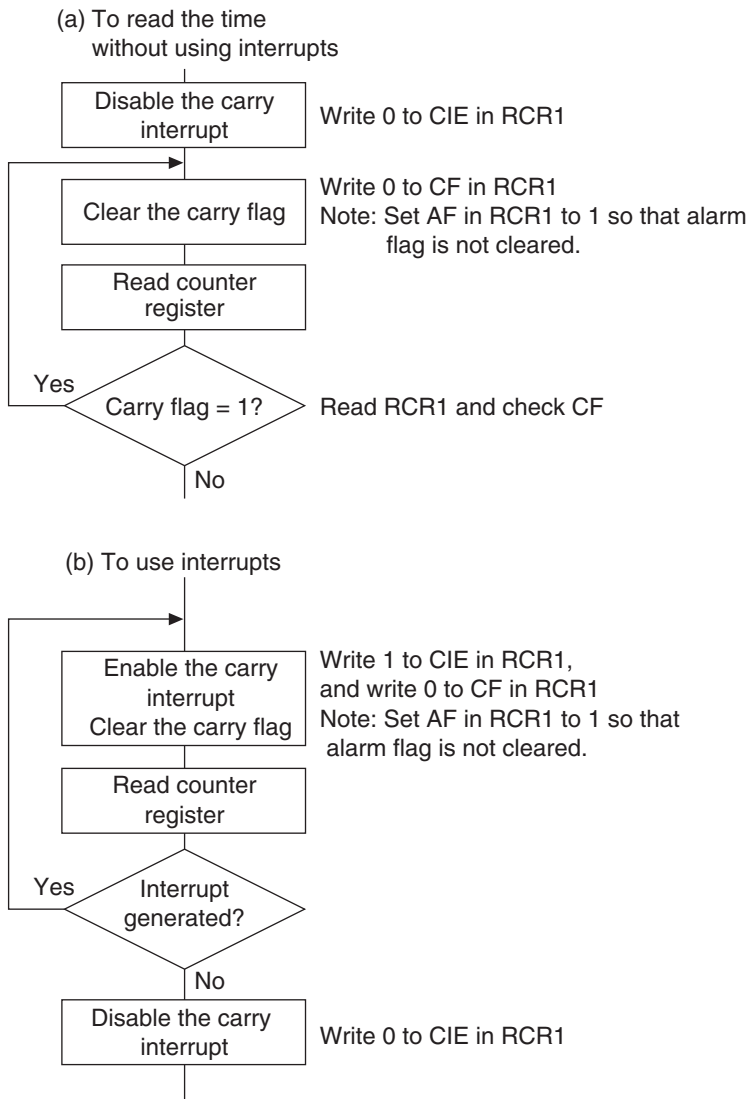 (a) To read the time
without using interrupts
Disable the carry
interrupt
Write 0 to CIE in RCR1
Clear the carry flag
Write 0 to CF in RCR1
Note: Set AF in RCR1 to 1 so that alarm
flag is not cleared.
Read counter
register
Yes
Carry flag = 1?
Read RCR1 and check CF
No
(b) To use interrupts
Enable the carry
interrupt
Clear the carry flag
Write 1 to CIE in RCR1,
and write 0 to CF in RCR1
Note: Set AF in RCR1 to 1 so that
alarm flag is not cleared.
Read counter
register
Yes
Interrupt
generated?
No
Disable the carry
interrupt
Write 0 to CIE in RCR1